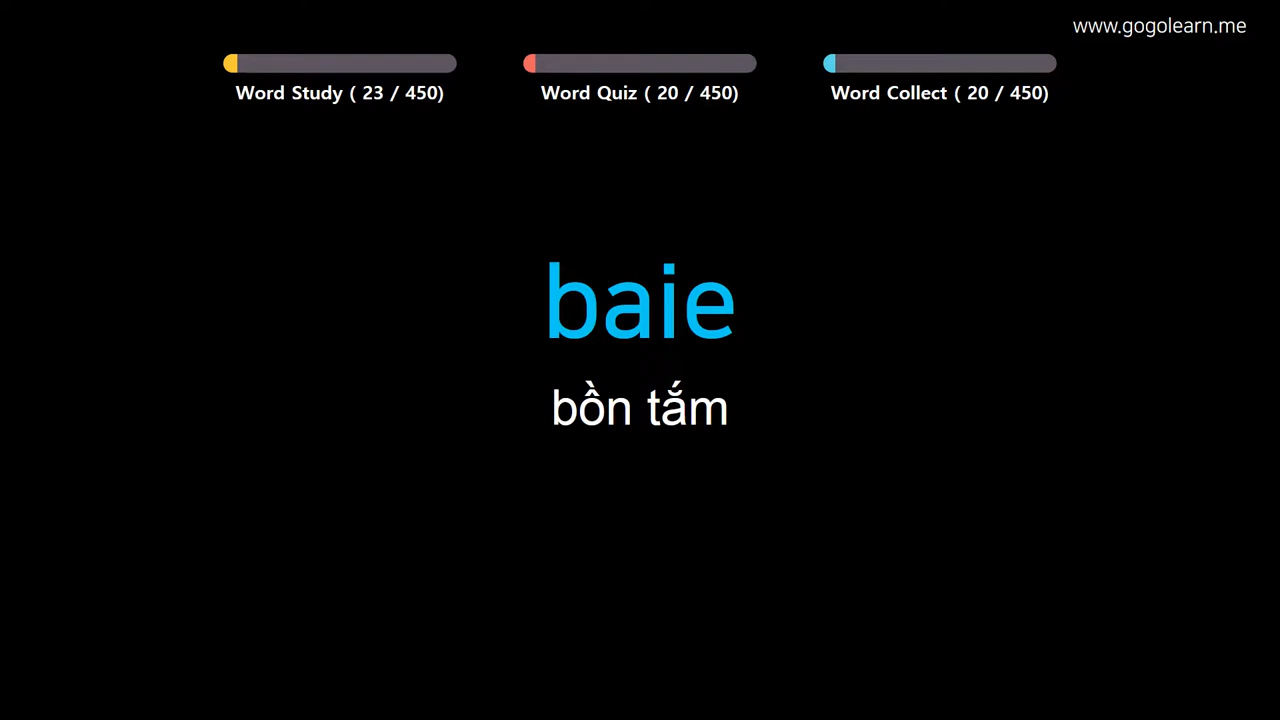 www.gogolearn.me
Word Study ( 23 / 450)
Word Quiz ( 20 / 450)
Word Collect ( 20 / 450)
baie
bồn tắm